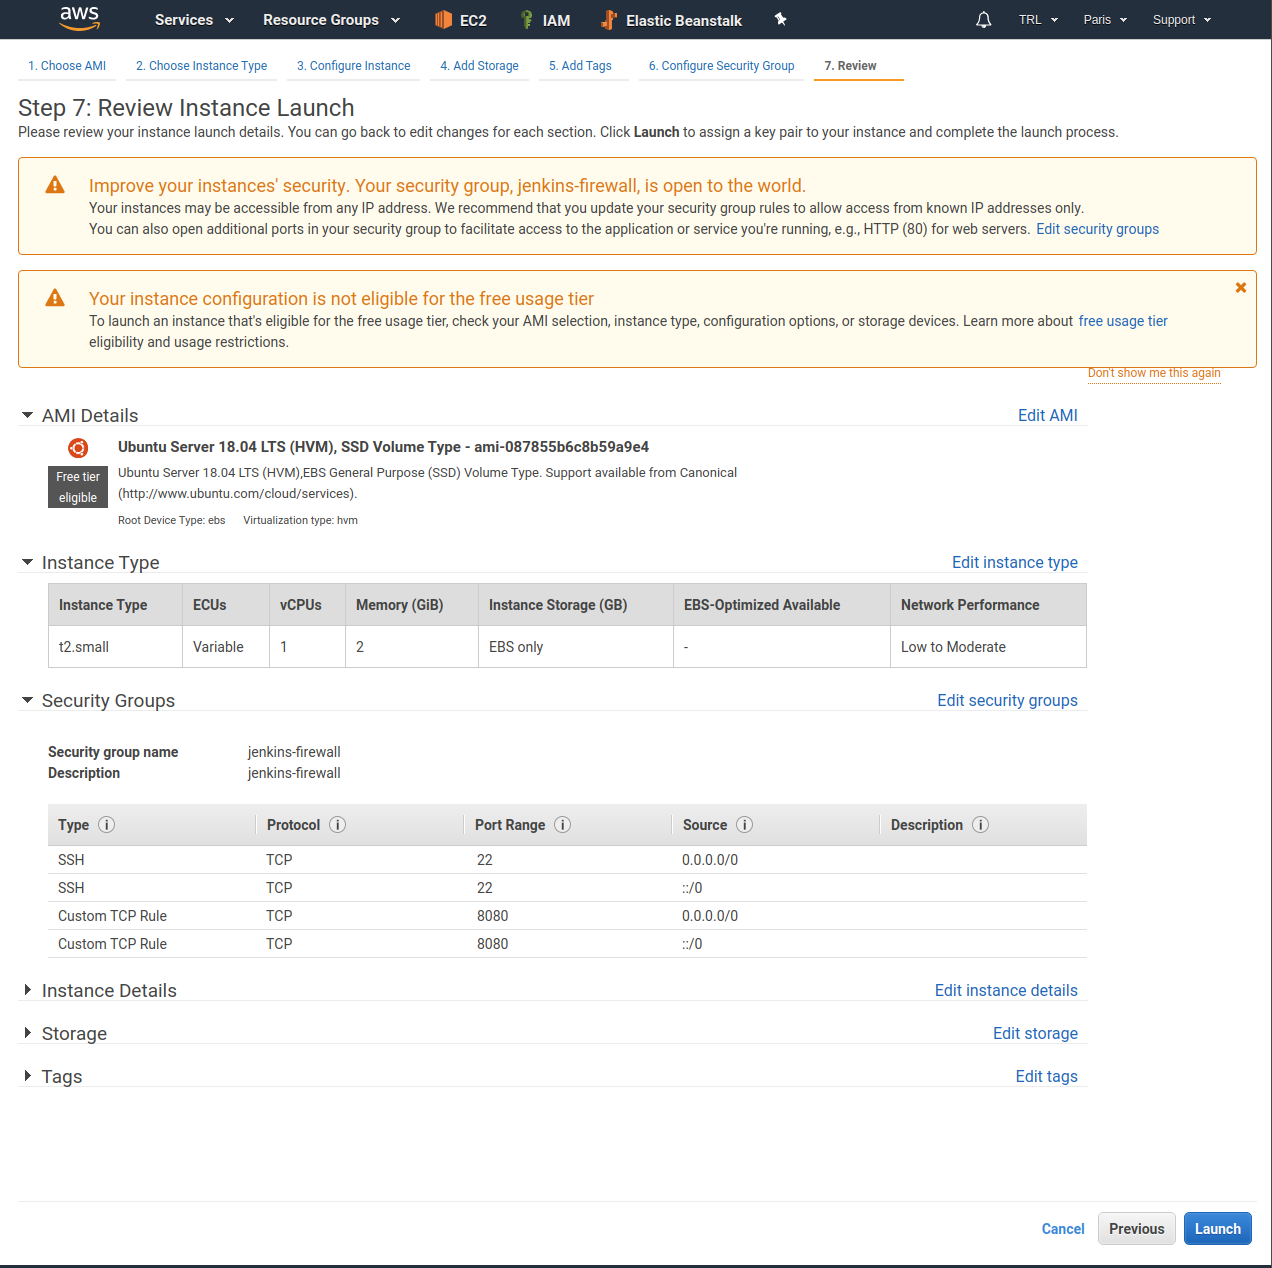 aws Services Resource Groups EC2 IAM Elastic Beanstalk TRL Paris Support
1. Choose AMI 2. Choose Instance Type 3. Configure Instance 4. Add Storage 5. Add Tags 6. Configure Security Group 7. Review
Step 7: Review Instance Launch
Please review your instance launch details. You can go back to edit changes for each section. Click Launch to assign a key pair to your instance and complete the launch process.
Improve your instances' security. Your security group, jenkins-firewall, is open to the world.
Your instances may be accessible from any IP address. We recommend that you update your security group rules to allow access from known IP addresses only.
You can also open additional ports in your security group to facilitate access to the application or service you're running, e.g., HTTP (80) for web servers. Edit security groups
Your instance configuration is not eligible for the free usage tier
To launch an instance that's eligible for the free usage tier, check your AMI selection, instance type, configuration options, or storage devices. Learn more about free usage tier
eligibility and usage restrictions.
Don't show me this again
AMI Details Edit AMI
Ubuntu Server 18.04 LTS (HVM), SSD Volume Type - ami-087855b6c8b59a9e4
Free tier
eligible
Ubuntu Server 18.04 LTS (HVM),EBS General Purpose (SSD) Volume Type. Support available from Canonical
(http://www.ubuntu.com/cloud/services).
Root Device Type: ebs Virtualization type: hvm
Instance Type Edit instance type
Instance Type ECUs vCPUs Memory (GiB) Instance Storage (GB) EBS-Optimized Available Network Performance
t2.small Variable 1 2 EBS only - Low to Moderate
Security Groups Edit security groups
Security group name jenkins-firewall
Description jenkins-firewall
Type i Protocol i Port Range i Source i Description i
SSH TCP 22 0.0.0.0/0
SSH TCP 22 ::/0
Custom TCP Rule TCP 8080 0.0.0.0/0
Custom TCP Rule TCP 8080 ::/0
Instance Details Edit instance details
Storage Edit storage
Tags Edit tags
Cancel Previous Launch